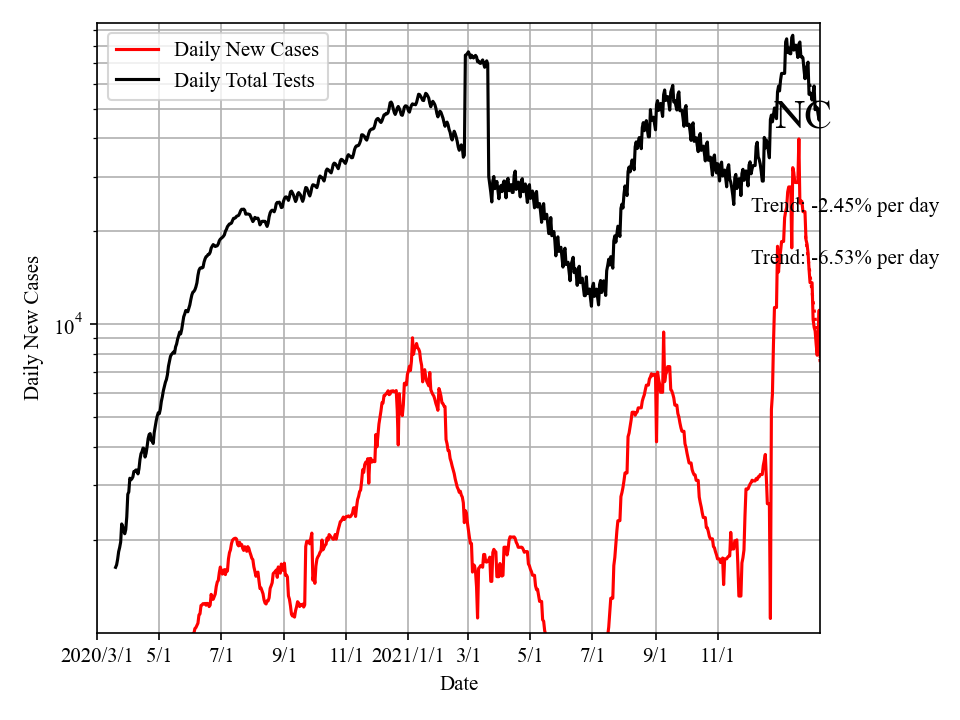 Daily New Cases
Daily Total Tests
NC
Trend: -2.45% per day
Trend: -6.53% per day
Daily New Cases
10^4
2020/3/1 5/1 7/1 9/1 11/1 2021/1/1 3/1 5/1 7/1 9/1 11/1
Date